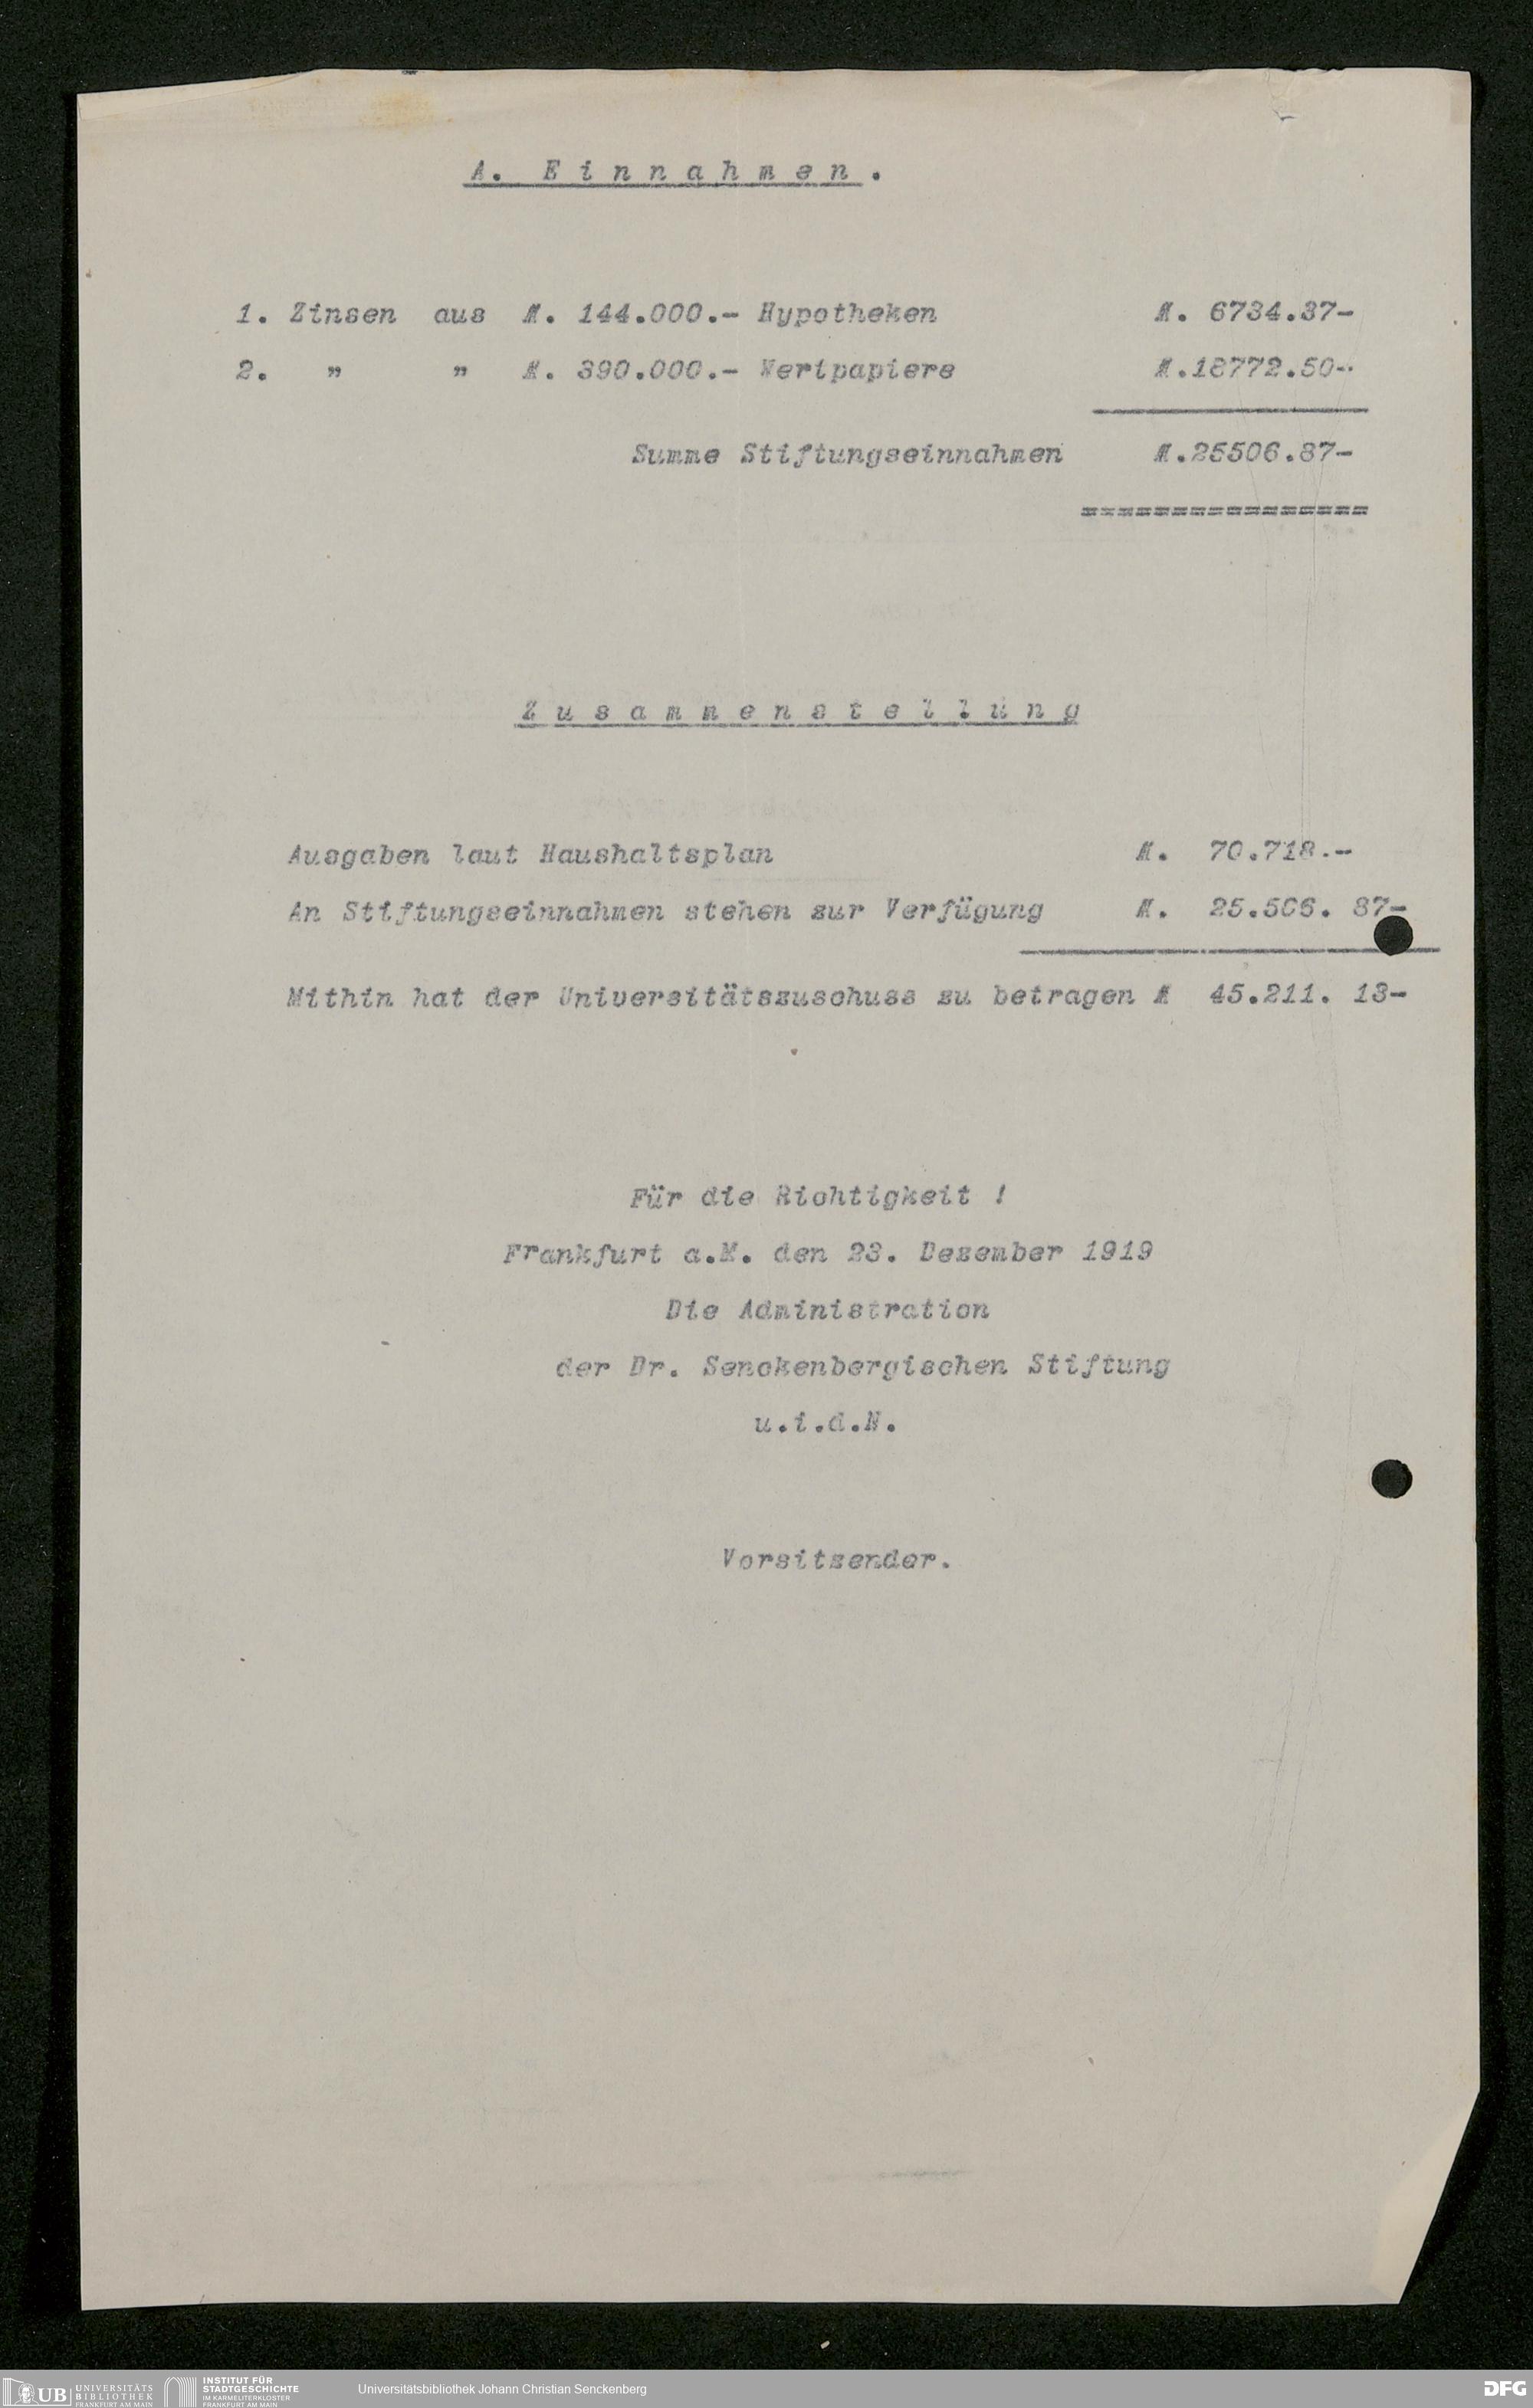 A. Einnahmen.
1. Zinsen aus M. 144.000.- Hypotheken M. 6734.37-
2. " " M. 390.000.- Wertpapiere M.18772.50-
Summe Stiftungseinnahmen M.25506.87-
================
Zusammenstellung
Ausgaben laut Haushaltsplan M. 70.718.-
An Stiftungseinnahmen stehen zur Verfügung M. 25.506. 87-
Mithin hat der Universitätszuschuss zu betragen M 45.211. 13-
Für die Richtigkeit !
Frankfurt a.M. den 23. Dezember 1919
Die Administration
der Dr. Senckenbergischen Stiftung
u.i.d.N.
Vorsitzender.
UB UNIVERSITÄTS BIBLIOTHEK FRANKFURT AM MAIN
INSTITUT FÜR STADTGESCHICHTE IM KARMELITERKLOSTER FRANKFURT AM MAIN
Universitätsbibliothek Johann Christian Senckenberg
DFG